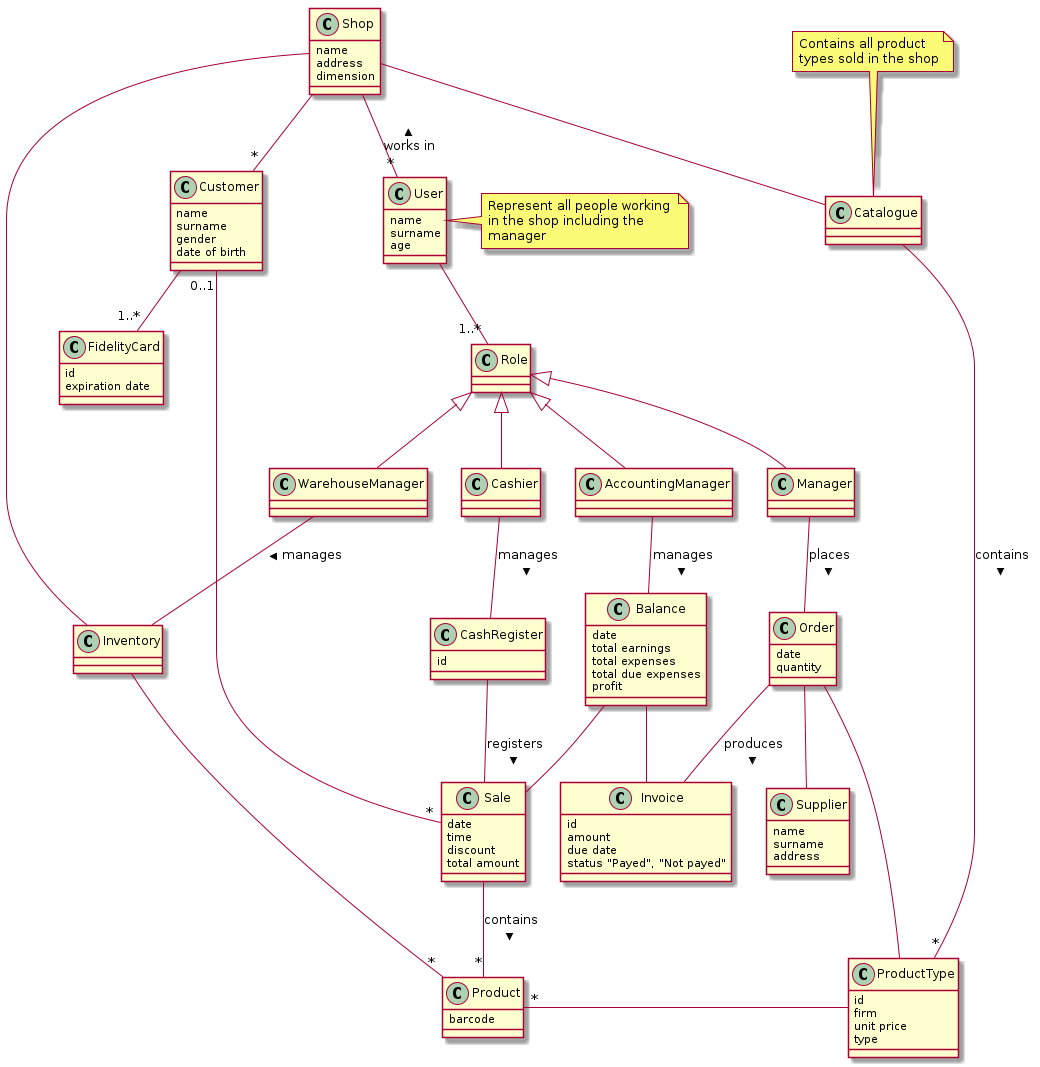 C Shop
name
address
dimension
Contains all product
types sold in the shop
works in
*
*
C Customer
name
surname
gender
date of birth
C User
name
surname
age
Represent all people working
in the shop including the
manager
C Catalogue
0..1
1..*
1..*
C FidelityCard
id
expiration date
C Role
C WarehouseManager
C Cashier
C AccountingManager
C Manager
manages
manages
manages
places
contains
C Inventory
C CashRegister
id
C Balance
date
total earnings
total expenses
total due expenses
profit
C Order
date
quantity
registers
produces
*
C Sale
date
time
discount
total amount
C Invoice
id
amount
due date
status "Payed", "Not payed"
C Supplier
name
surname
address
contains
*
*
*
C Product
barcode
*
C ProductType
id
firm
unit price
type